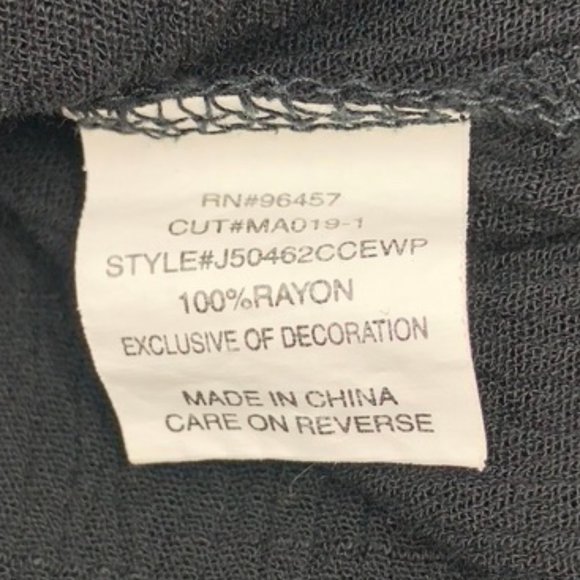 RN#96457
CUT#MA019-1
STYLE#J50462CCEWP
100%RAYON
EXCLUSIVE OF DECORATION
MADE IN CHINA
CARE ON REVERSE